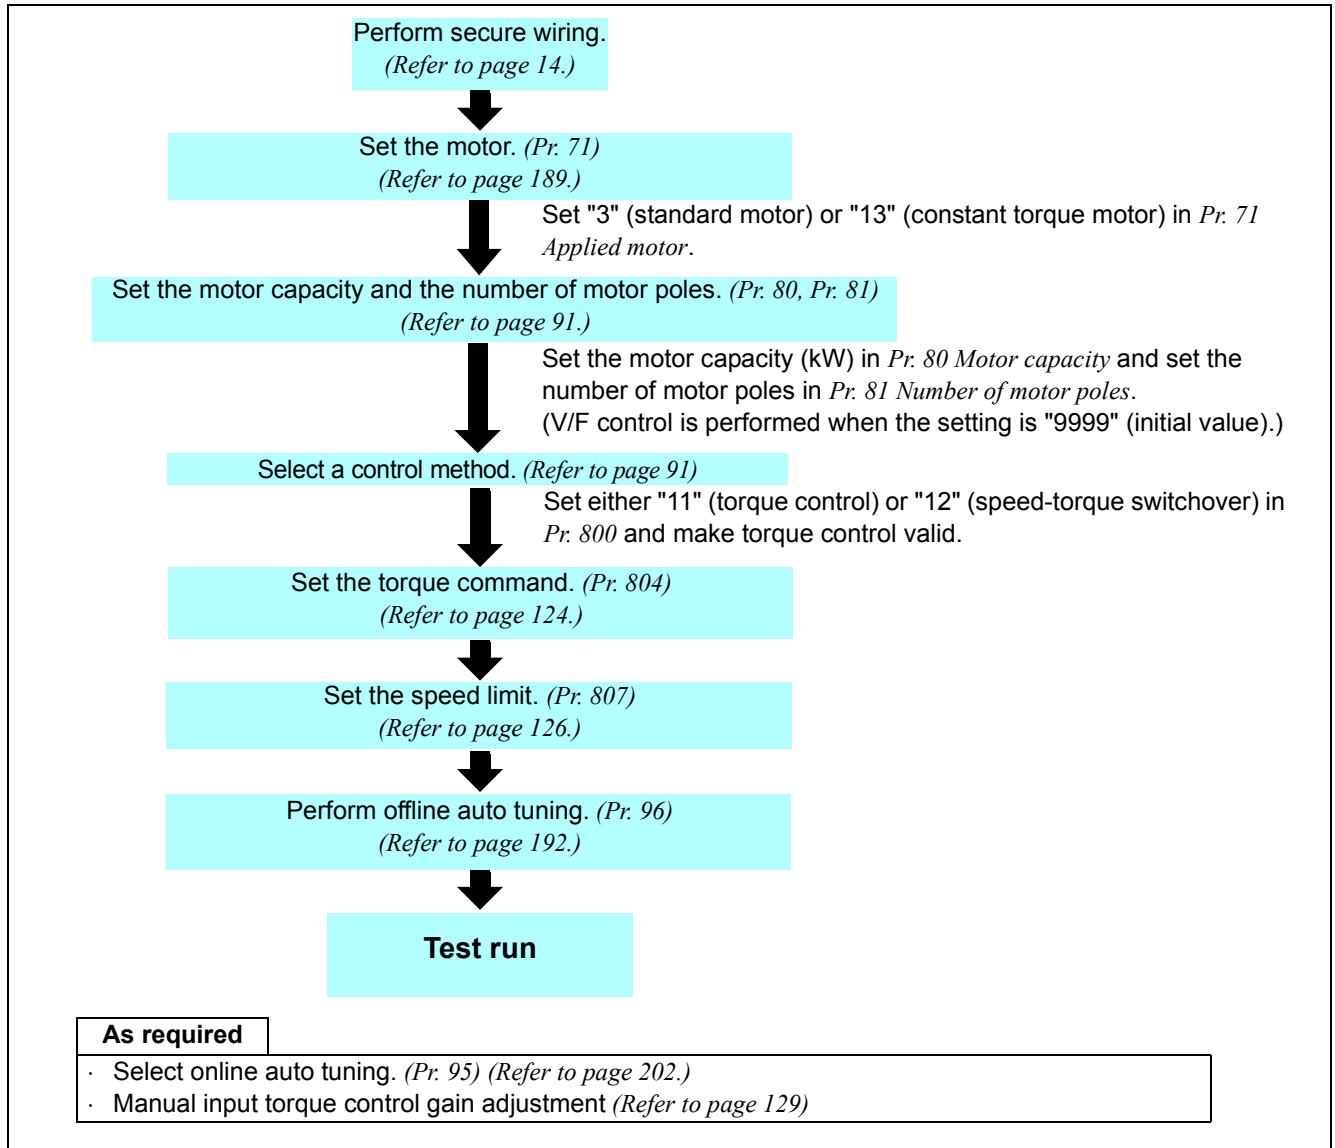 Perform secure wiring.
(Refer to page 14.)
Set the motor. (Pr. 71)
(Refer to page 189.)
Set "3" (standard motor) or "13" (constant torque motor) in Pr. 71
Applied motor.
Set the motor capacity and the number of motor poles. (Pr. 80, Pr. 81)
(Refer to page 91.)
Set the motor capacity (kW) in Pr. 80 Motor capacity and set the
number of motor poles in Pr. 81 Number of motor poles.
(V/F control is performed when the setting is "9999" (initial value).)
Select a control method. (Refer to page 91)
Set either "11" (torque control) or "12" (speed-torque switchover) in
Pr. 800 and make torque control valid.
Set the torque command. (Pr. 804)
(Refer to page 124.)
Set the speed limit. (Pr. 807)
(Refer to page 126.)
Perform offline auto tuning. (Pr. 96)
(Refer to page 192.)
Test run
As required
· Select online auto tuning. (Pr. 95) (Refer to page 202.)
· Manual input torque control gain adjustment (Refer to page 129)